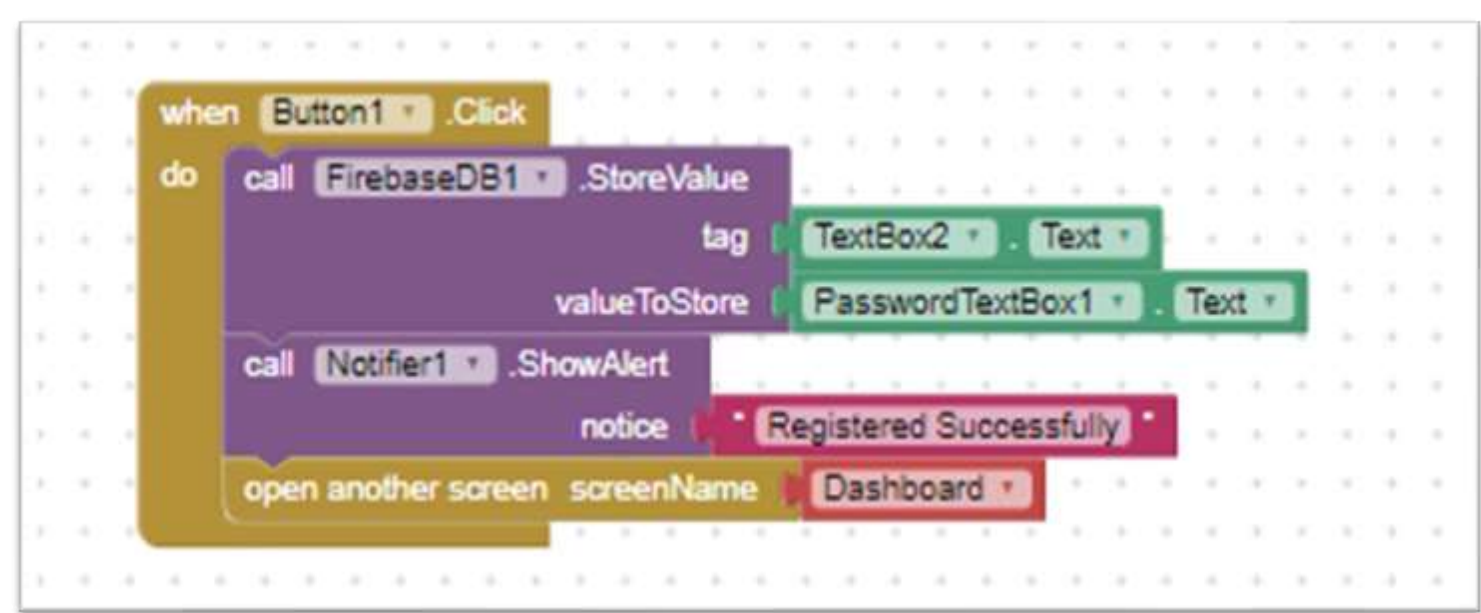 when Button1 .Click
do call FirebaseDB1 .StoreValue
tag TextBox2 . Text
valueToStore PasswordTextBox1 . Text
call Notifier1 .ShowAlert
notice " Registered Successfully "
open another screen screenName Dashboard